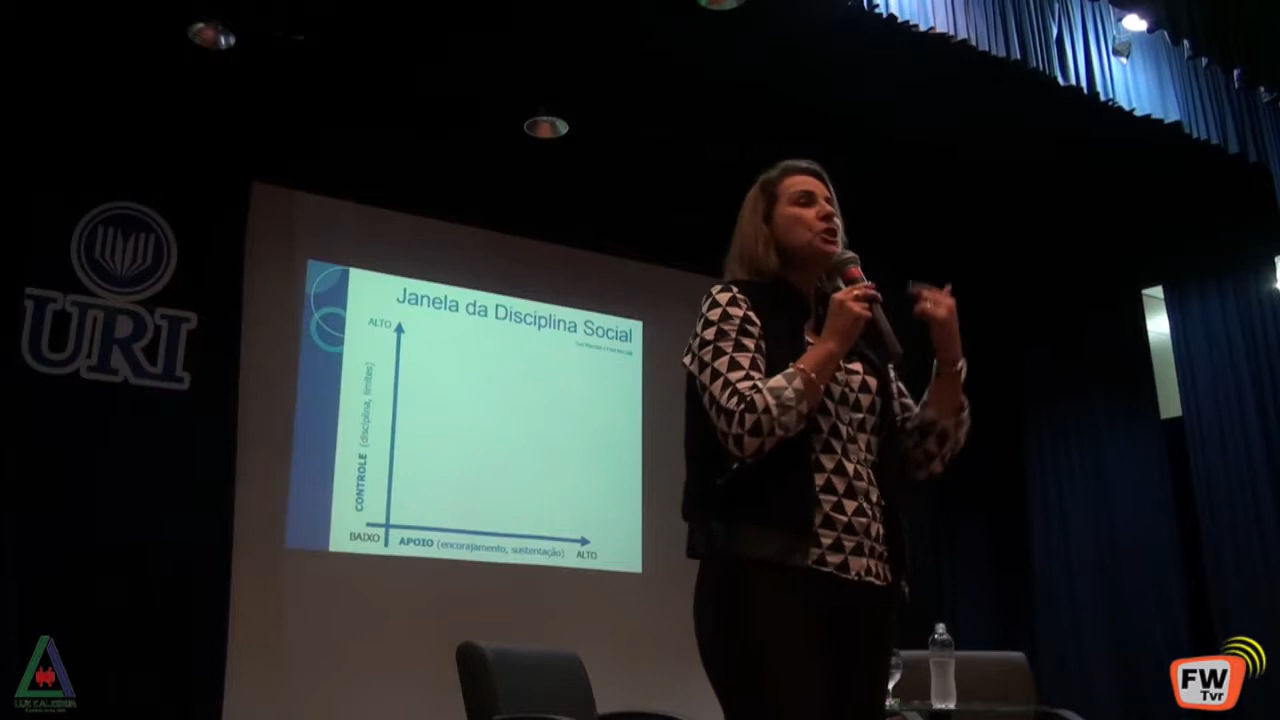 URI
Janela da Disciplina Social
ALTO
CONTROLE (disciplina, limites)
BAIXO
APOIO (encorajamento, sustentação)
ALTO
FW
Tvr